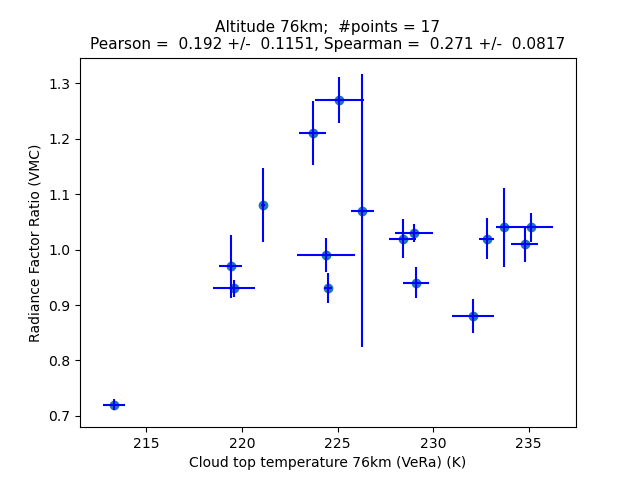 Altitude 76km;  #points = 17
Pearson =  0.192 +/-  0.1151, Spearman =  0.271 +/-  0.0817
1.3
1.2
1.1
1.0
0.9
0.8
0.7
Radiance Factor Ratio (VMC)
215 220 225 230 235
Cloud top temperature 76km (VeRa) (K)